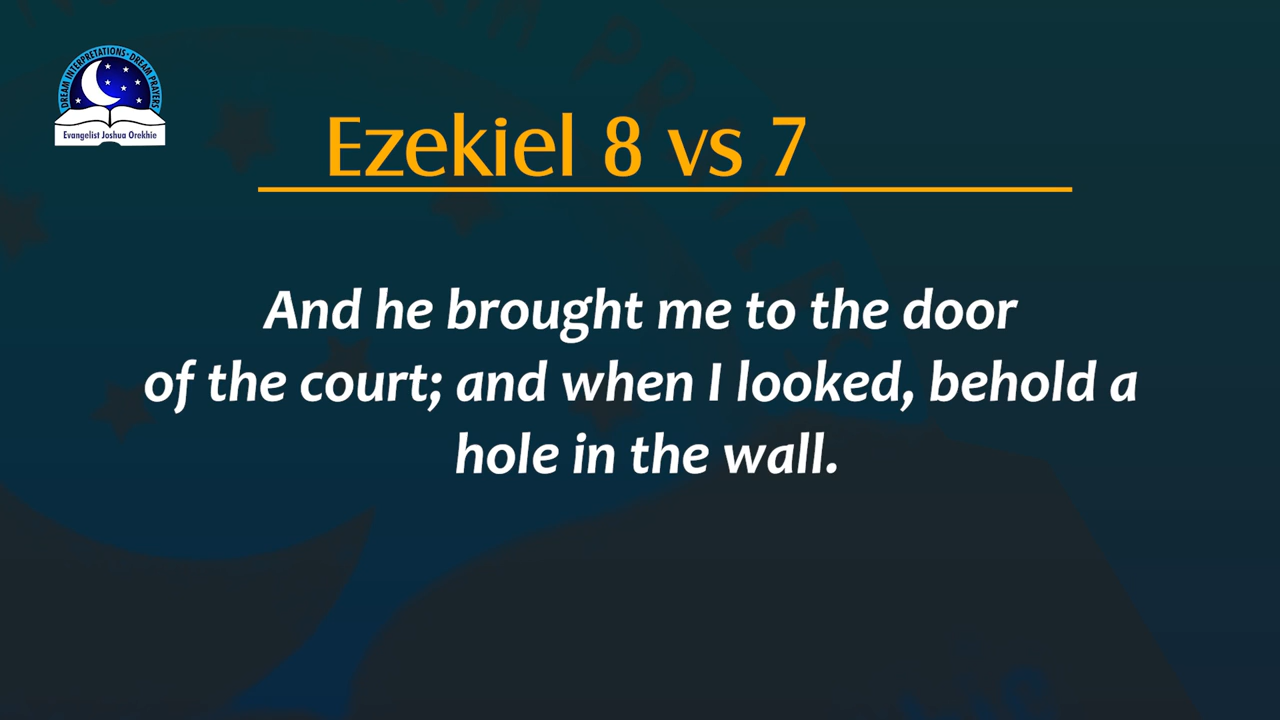 DREAM INTERPRETATIONS - DREAM PRAYERS
Evangelist Joshua Orekhie
Ezekiel 8 vs 7
And he brought me to the door
of the court; and when I looked, behold a
hole in the wall.